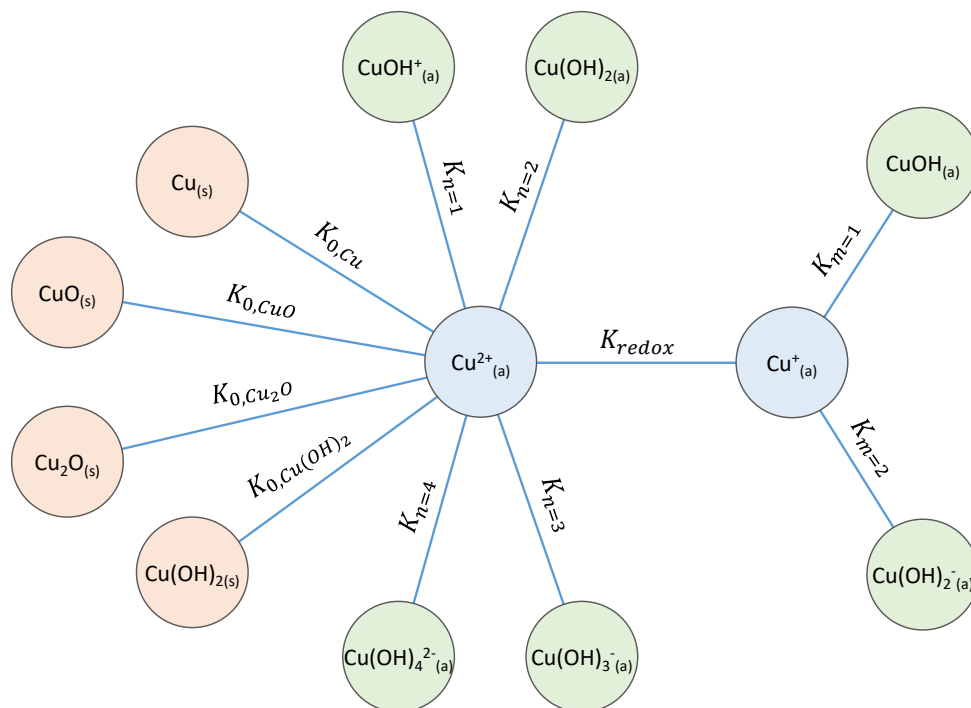 CuOH⁺₍ₐ₎
Cu(OH)₂₍ₐ₎
CuOH₍ₐ₎
Cu₍ₛ₎
K₀,Cu
Kₙ₌₁
Kₙ₌₂
Kₘ₌₁
CuO₍ₛ₎
K₀,CuO
Cu²⁺₍ₐ₎
K_redox
Cu⁺₍ₐ₎
K₀,Cu₂O
Cu₂O₍ₛ₎
K₀,Cu(OH)₂
Kₙ₌₄
Kₙ₌₃
Kₘ₌₂
Cu(OH)₂₍ₛ₎
Cu(OH)₂⁻₍ₐ₎
Cu(OH)₄²⁻₍ₐ₎
Cu(OH)₃⁻₍ₐ₎